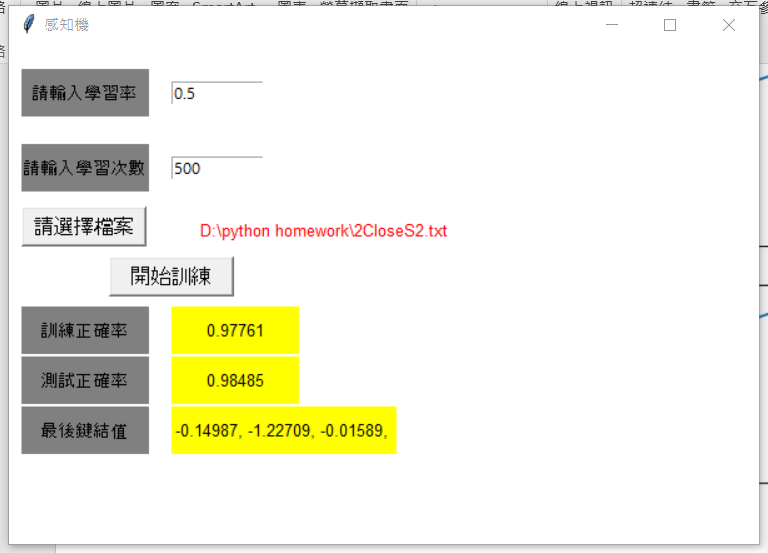 感知機
請輸入學習率 0.5
請輸入學習次數 500
請選擇檔案 D:\python homework\2CloseS2.txt
開始訓練
訓練正確率 0.97761
測試正確率 0.98485
最後鍵結值 -0.14987, -1.22709, -0.01589,